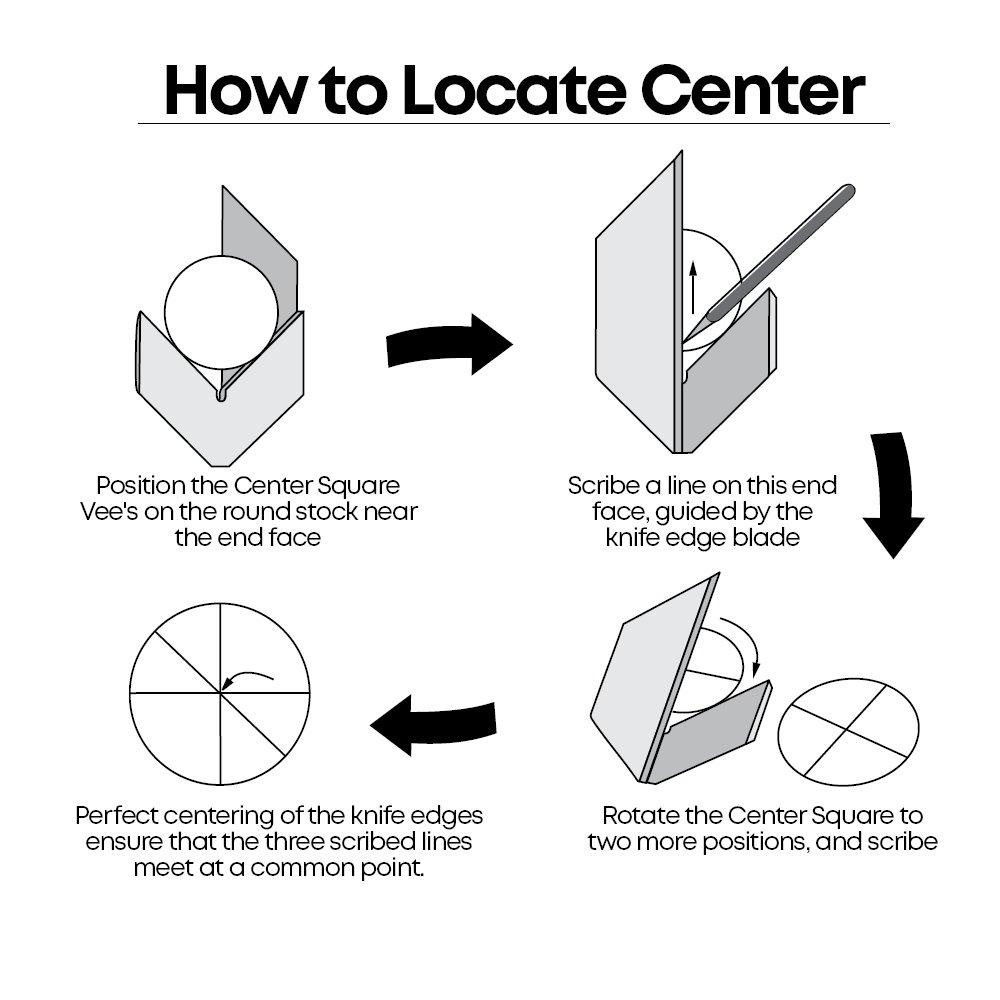 How to Locate Center
Position the Center Square
Vee's on the round stock near
the end face
Scribe a line on this end
face, guided by the
knife edge blade
Rotate the Center Square to
two more positions, and scribe
Perfect centering of the knife edges
ensure that the three scribed lines
meet at a common point.